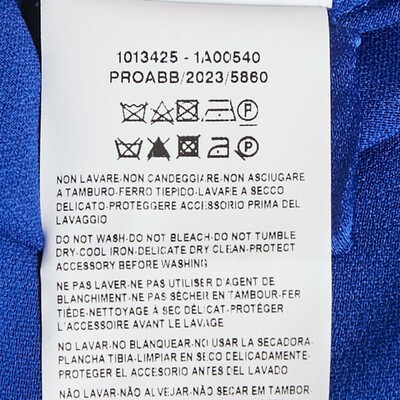 1013425 - 1A00540
PROABB/2023/5860
NON LAVARE-NON CANDEGGIARE-NON ASCIUGARE
A TAMBURO-FERRO TIEPIDO-LAVARE A SECCO
DELICATO-PROTEGGERE ACCESSORIO PRIMA DEL
LAVAGGIO
DO NOT WASH-DO NOT BLEACH-DO NOT TUMBLE
DRY-COOL IRON-DELICATE DRY CLEAN-PROTECT
ACCESSORY BEFORE WASHING
NE PAS LAVER-NE PAS UTILISER D'AGENT DE
BLANCHIMENT-NE PAS SÉCHER EN TAMBOUR-FER
TIÉDE-NETTOYAGE À SEC DÉLICAT-PROTÉGER
L'ACCESSOIRE AVANT LE LAVAGE
NO LAVAR-NO BLANQUEAR-NO USAR LA SECADORA-
PLANCHA TIBIA-LIMPIAR EN SECO DELICADAMENTE-
PROTEGER EL ACCESORIO ANTES DEL LAVADO
NÃO LAVAR-NÃO ALVEJAR-NÃO SECAR EM TAMBOR-